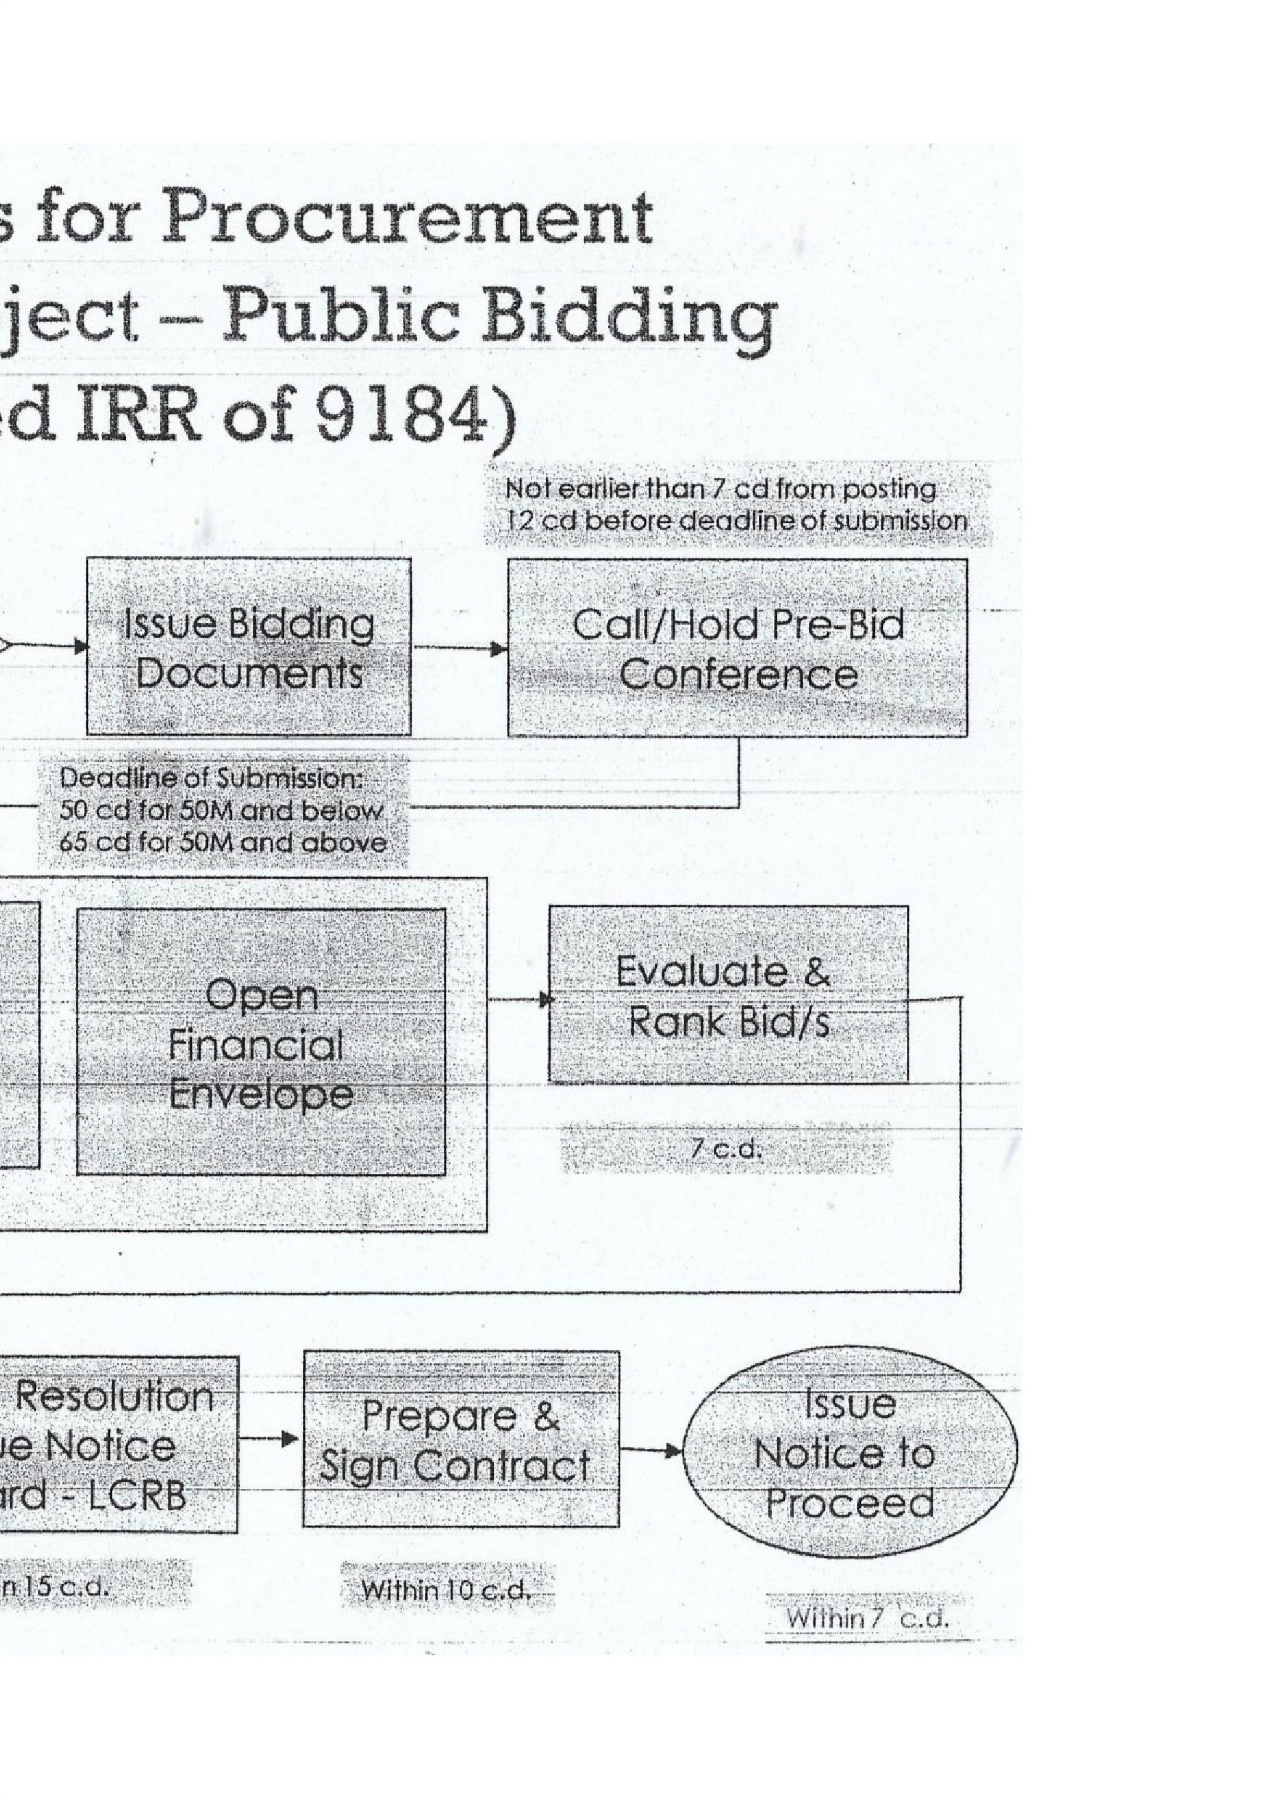 for Procurement
– Public Bidding
IRR of 9184)
Not earlier than 7 cd from posting
12 cd before deadline of submission
Issue Bidding
Documents
Call/Hold Pre-Bid
Conference
Deadline of Submission:
50 cd for 50M and below
65 cd for 50M and above
Open
Financial
Envelope
Evaluate &
Rank Bid/s
7 c.d.
Resolution
Notice
- LCRB
15 c.d.
Prepare &
Sign Contract
Within 10 c.d.
Issue
Notice to
Proceed
Within 7 c.d.